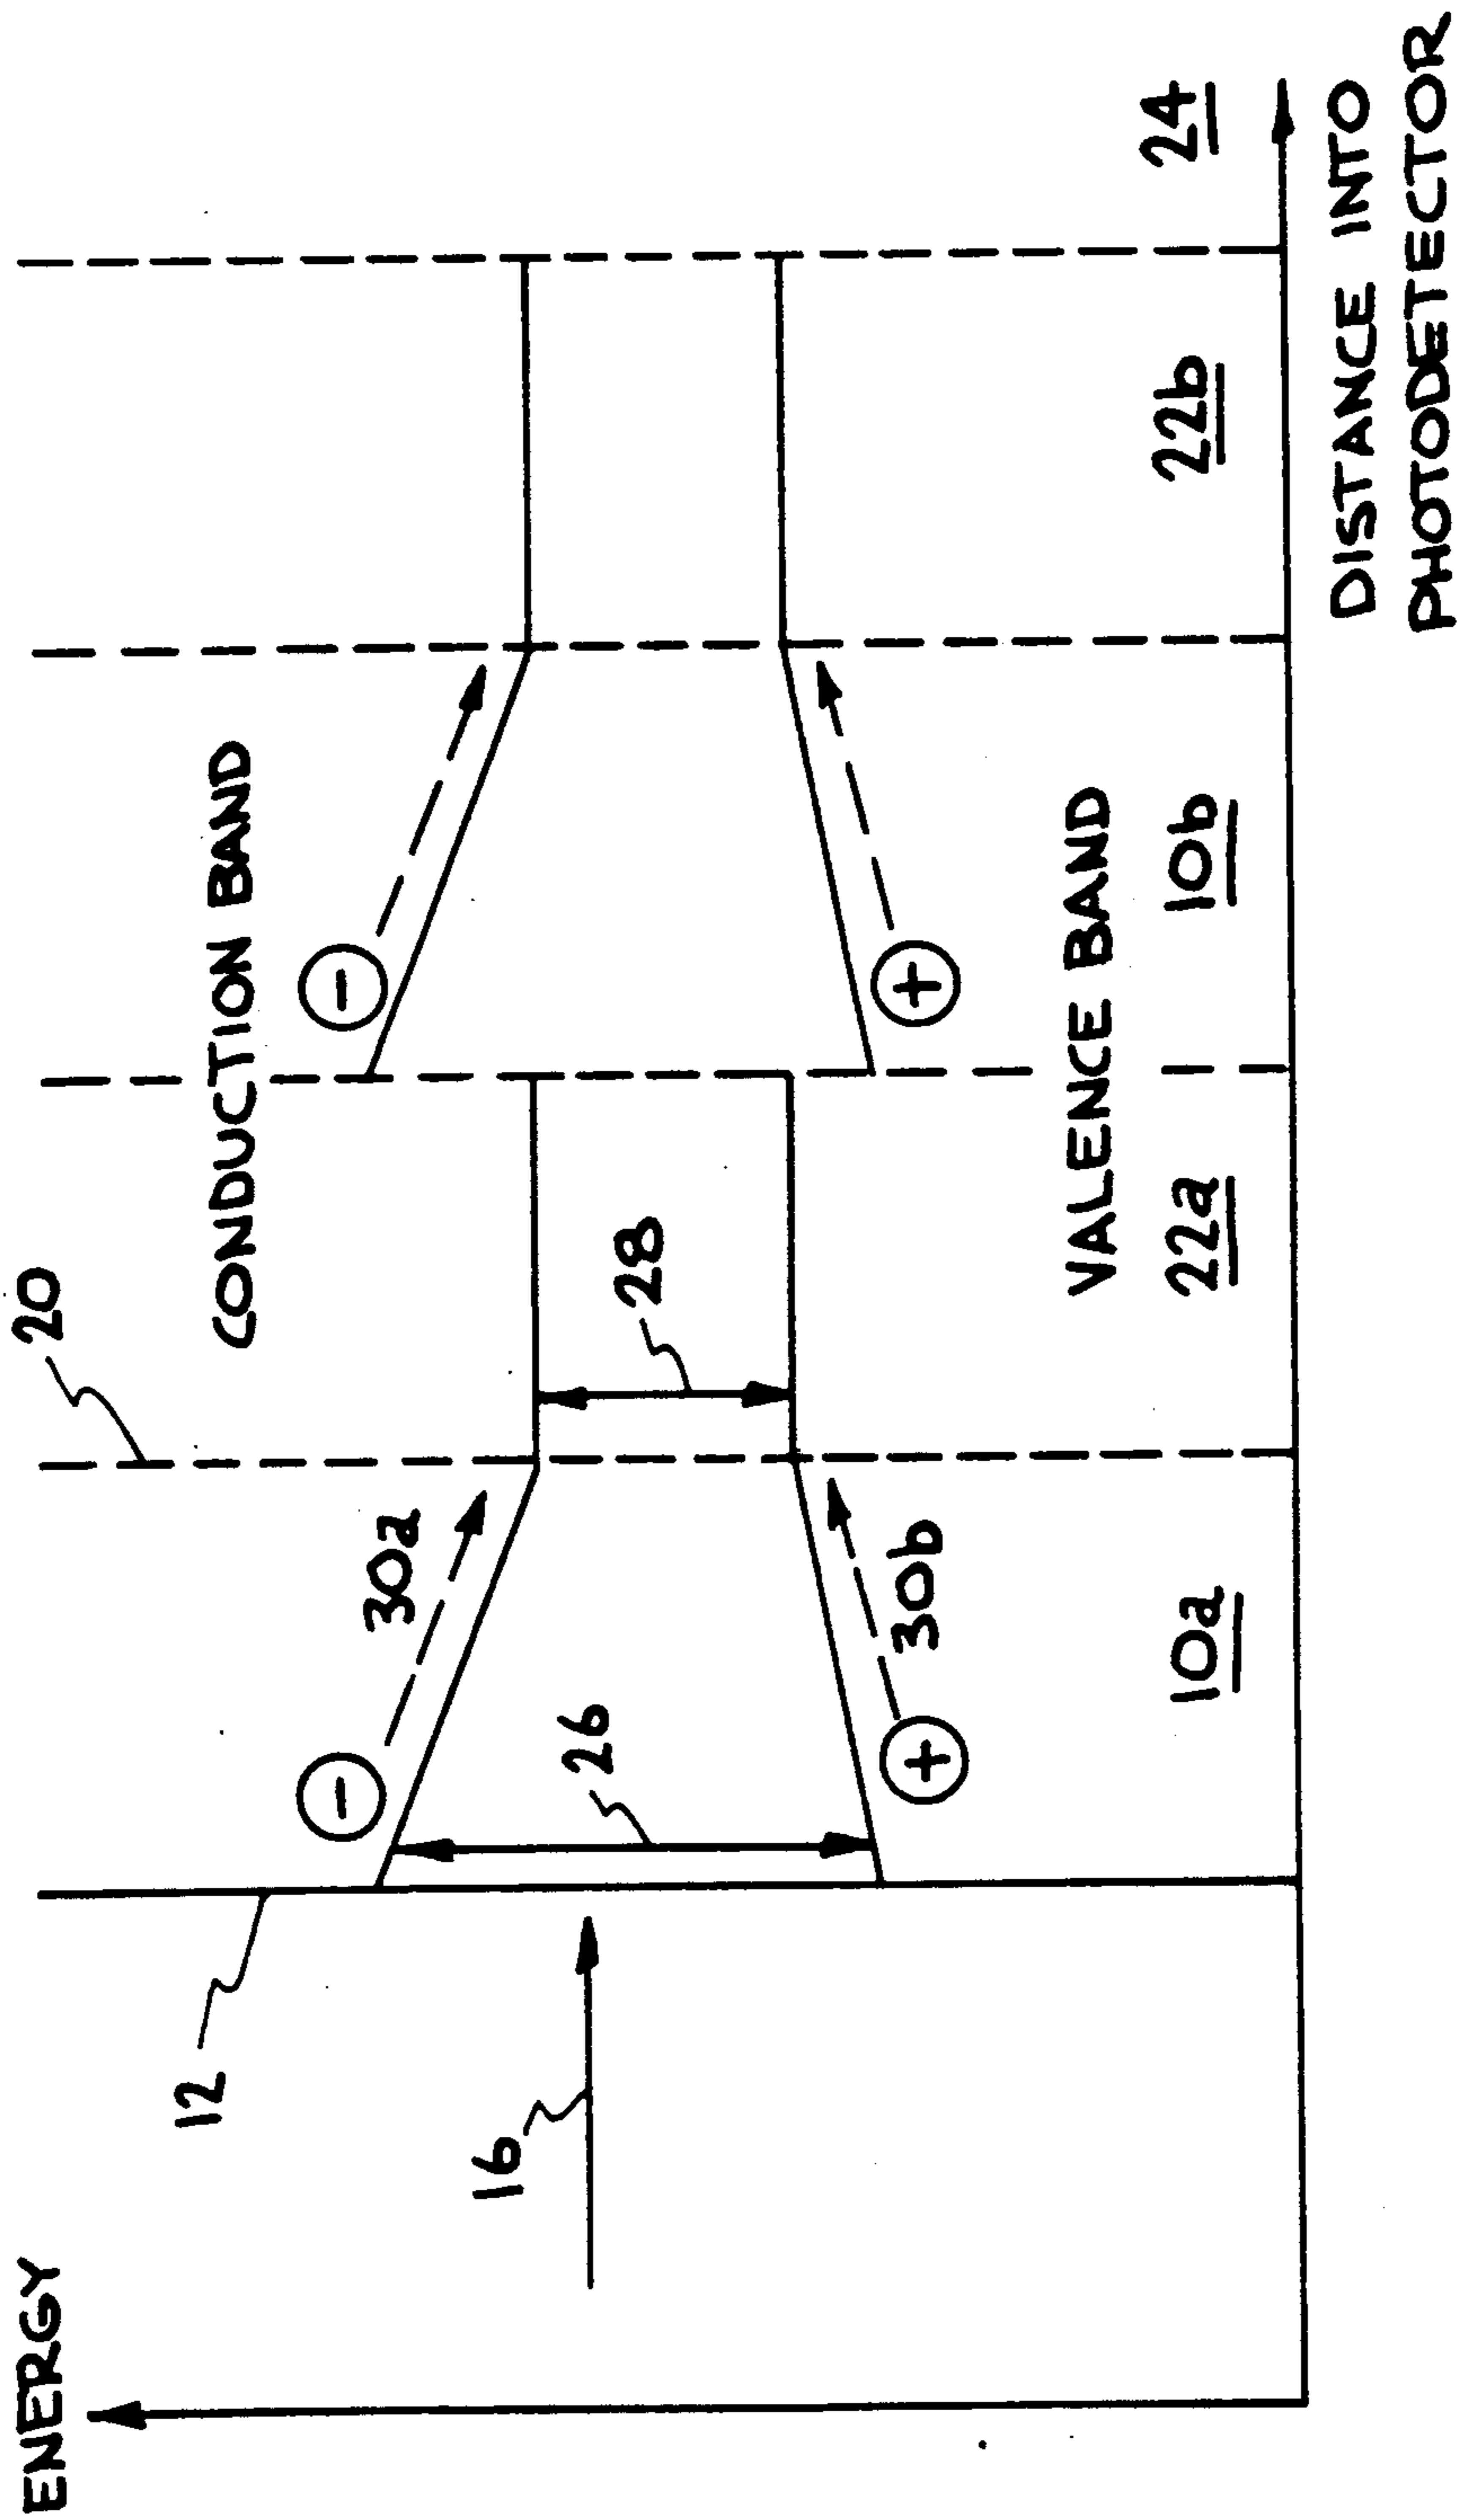 ENERGY
20
CONDUCTION BAND
12
30a
16
26
28
30b
VALENCE BAND
10a
22a
10b
22b
24
DISTANCE INTO
PHOTODETECTOR